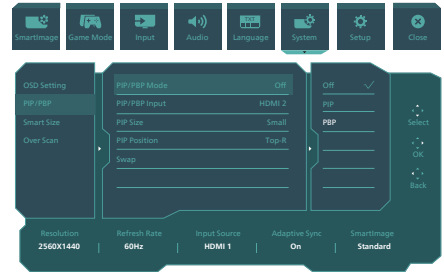 SmartImage
Game Mode
Input
Audio
TXT
Language
System
Setup
Close
OSD Setting
PIP/PBP
Smart Size
Over Scan
PIP/PBP Mode Off
PIP/PBP Input HDMI 2
PIP Size Small
PIP Position Top-R
Swap
Off
PIP
PBP
Select
OK
Back
Resolution Refresh Rate Input Source Adaptive Sync SmartImage
2560X1440 | 60Hz | HDMI 1 | On | Standard